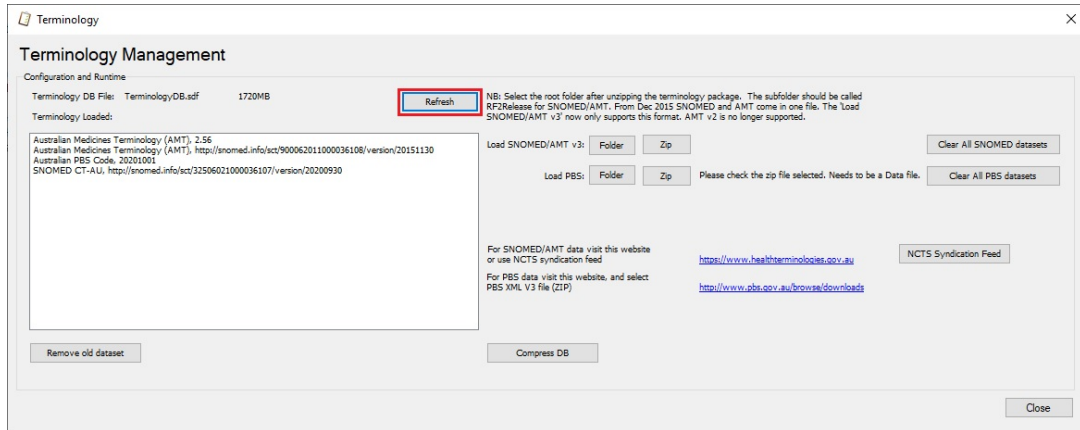 Terminology
Terminology Management
Configuration and Runtime
Terminology DB File: TerminologyDB.sdf 1720MB
Refresh
Terminology Loaded:
Australian Medicines Terminology (AMT), 2.56
Australian Medicines Terminology (AMT), http://snomed.info/sct/900062011000036108/version/20151130
Australian PBS Code, 20201001
SNOMED CT-AU, http://snomed.info/sct/32506021000036107/version/20200930
Remove old dataset
NB: Select the root folder after unzipping the terminology package. The subfolder should be called
RF2Release for SNOMED/AMT. From Dec 2015 SNOMED and AMT come in one file. The 'Load
SNOMED/AMT v3' now only supports this format. AMT v2 is no longer supported.
Load SNOMED/AMT v3: Folder Zip Clear All SNOMED datasets
Load PBS: Folder Zip Please check the zip file selected. Needs to be a Data file. Clear All PBS datasets
For SNOMED/AMT data visit this website
or use NCTS syndication feed
https://www.healthterminologies.gov.au
NCTS Syndication Feed
For PBS data visit this website, and select
PBS XML V3 file (ZIP)
http://www.pbs.gov.au/browse/downloads
Compress DB
Close